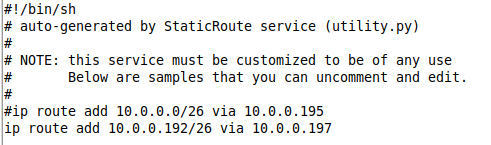 #!/bin/sh
# auto-generated by StaticRoute service (utility.py)
#
# NOTE: this service must be customized to be of any use
#       Below are samples that you can uncomment and edit.
#
#ip route add 10.0.0.0/26 via 10.0.0.195
ip route add 10.0.0.192/26 via 10.0.0.197